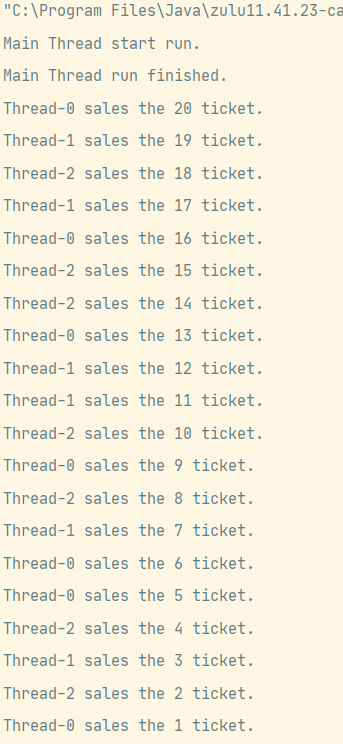 "C:\Program Files\Java\zulu11.41.23-ca
Main Thread start run.
Main Thread run finished.
Thread-0 sales the 20 ticket.
Thread-1 sales the 19 ticket.
Thread-2 sales the 18 ticket.
Thread-1 sales the 17 ticket.
Thread-0 sales the 16 ticket.
Thread-2 sales the 15 ticket.
Thread-2 sales the 14 ticket.
Thread-0 sales the 13 ticket.
Thread-1 sales the 12 ticket.
Thread-1 sales the 11 ticket.
Thread-2 sales the 10 ticket.
Thread-0 sales the 9 ticket.
Thread-2 sales the 8 ticket.
Thread-1 sales the 7 ticket.
Thread-0 sales the 6 ticket.
Thread-0 sales the 5 ticket.
Thread-2 sales the 4 ticket.
Thread-1 sales the 3 ticket.
Thread-2 sales the 2 ticket.
Thread-0 sales the 1 ticket.